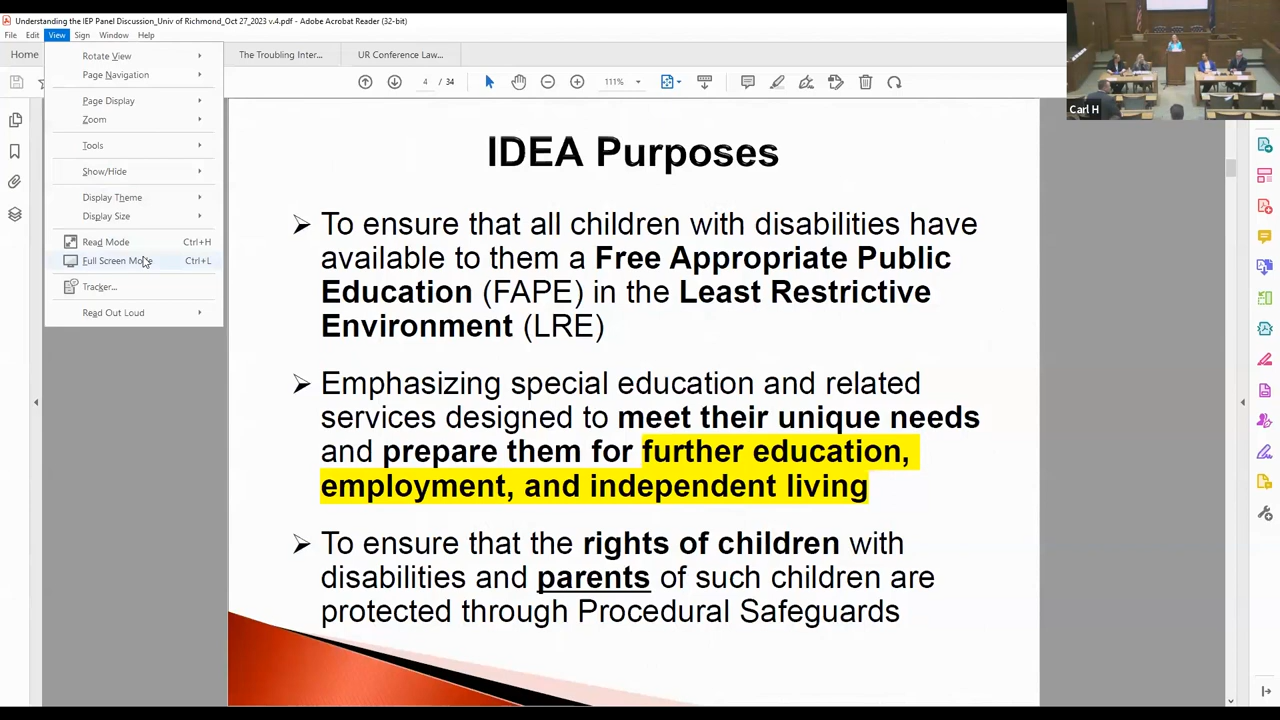 Understanding the IEP Panel Discussion_Univ of Richmond_Oct 27_2023 v.4.pdf - Adobe Acrobat Reader (32-bit)
File Edit View Sign Window Help
Home
The Troubling Inter...
UR Conference Law...
4 / 34
111%
Rotate View
Page Navigation
Page Display
Zoom
Tools
Show/Hide
Display Theme
Display Size
Read Mode Ctrl+H
Full Screen Mode Ctrl+L
Tracker...
Read Out Loud
Carl H
IDEA Purposes
To ensure that all children with disabilities have
available to them a Free Appropriate Public
Education (FAPE) in the Least Restrictive
Environment (LRE)
Emphasizing special education and related
services designed to meet their unique needs
and prepare them for further education,
employment, and independent living
To ensure that the rights of children with
disabilities and parents of such children are
protected through Procedural Safeguards